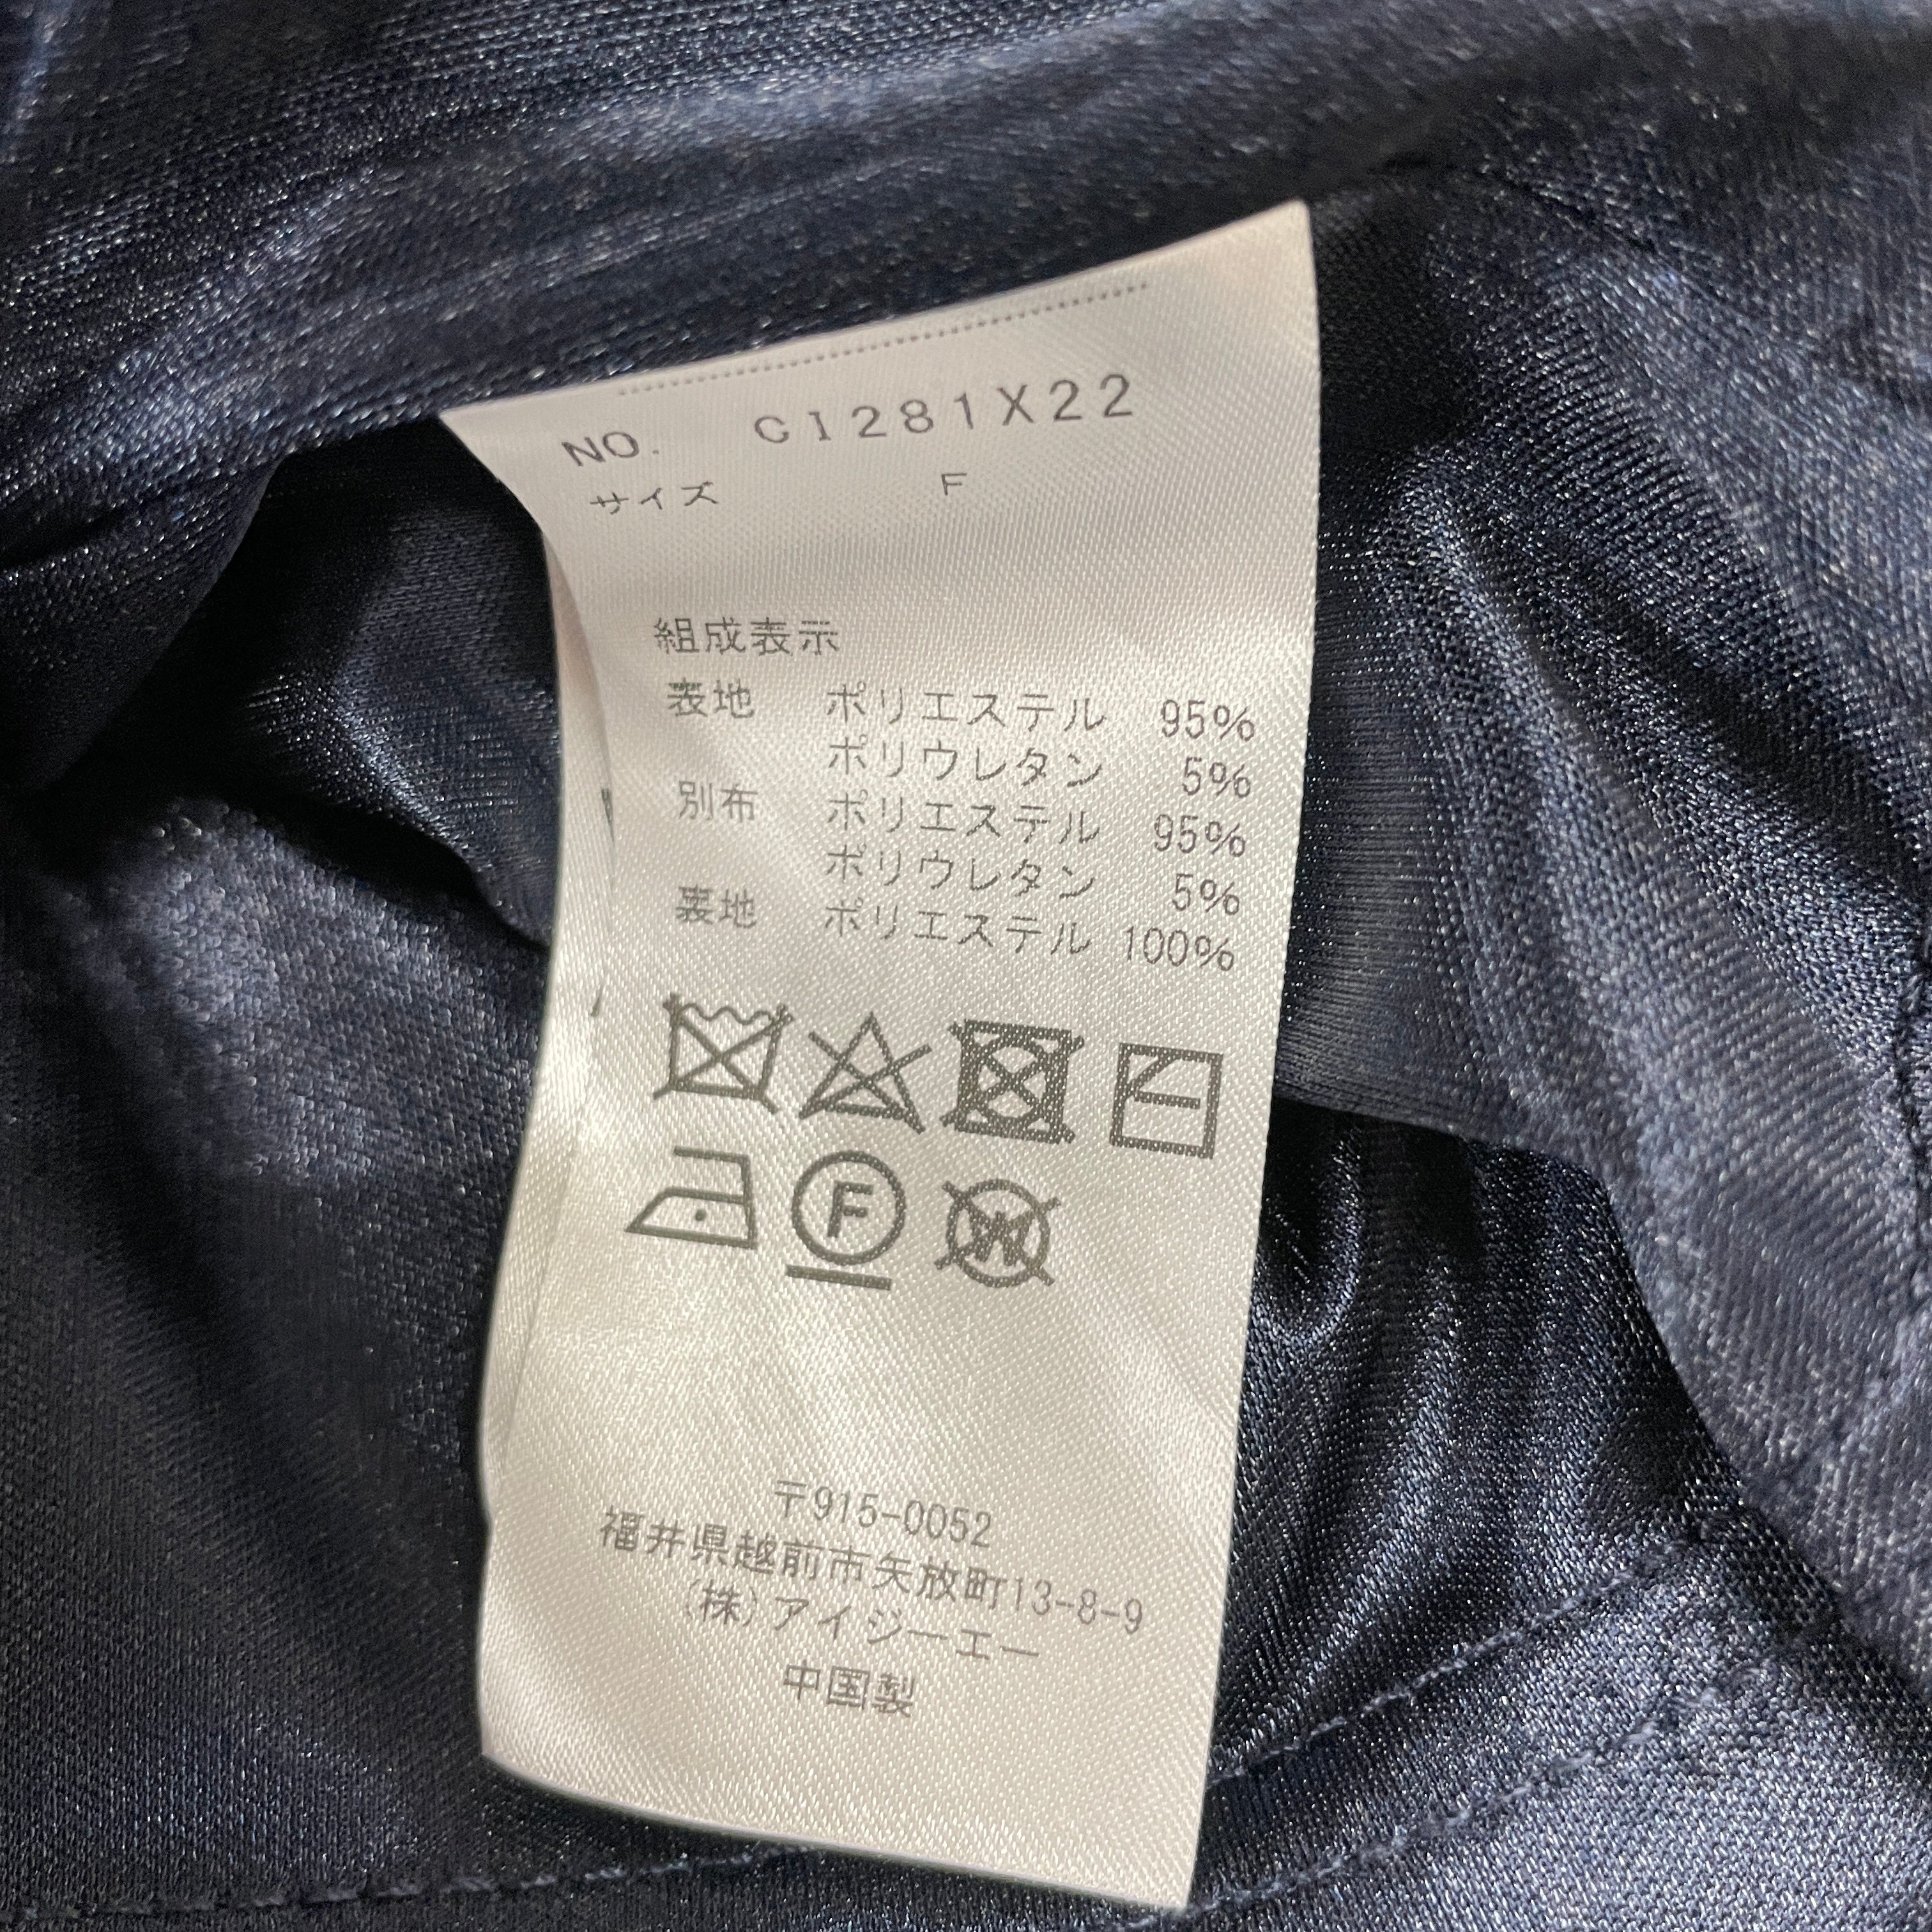 NO. C1281X22
サイズ F
組成表示
表地 ポリエステル 95%
ポリウレタン 5%
別布 ポリエステル 95%
ポリウレタン 5%
裏地 ポリエステル 100%
F
W
〒915-0052
福井県越前市矢放町13-8-9
(株)アイジーエー
中国製